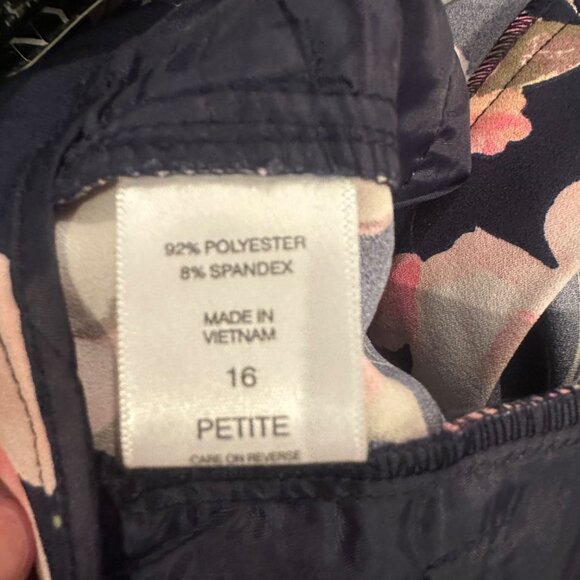 92% POLYESTER
8% SPANDEX
MADE IN
VIETNAM
16
PETITE
CARE ON REVERSE